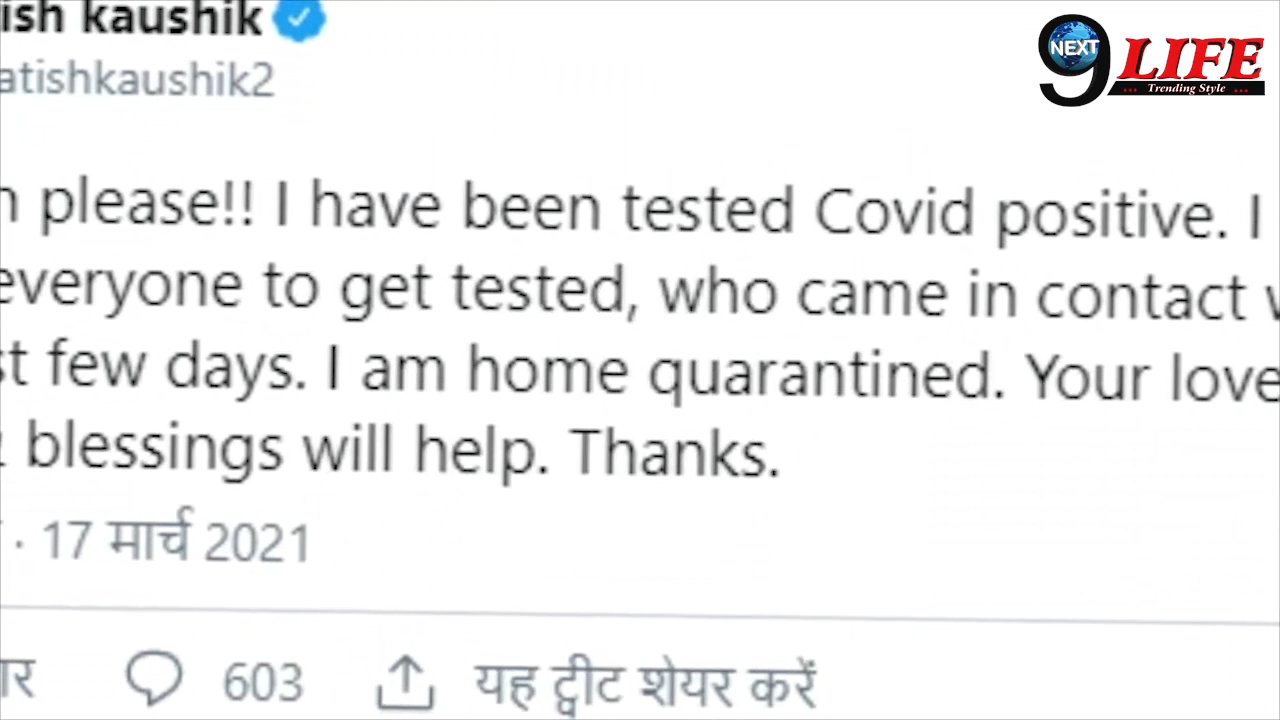 ish kaushik
atishkaushik2
NEXT
9 LIFE
... Trending Style ...
n please!! I have been tested Covid positive. I
everyone to get tested, who came in contact
st few days. I am home quarantined. Your love
blessings will help. Thanks.
· 17 मार्च 2021
603 यह ट्वीट शेयर करें